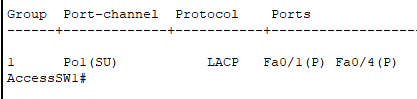 Group  Port-channel  Protocol    Ports
------+-------------+-----------+-------------------
1      Po1(SU)           LACP   Fa0/1(P) Fa0/4(P)
AccessSW1#